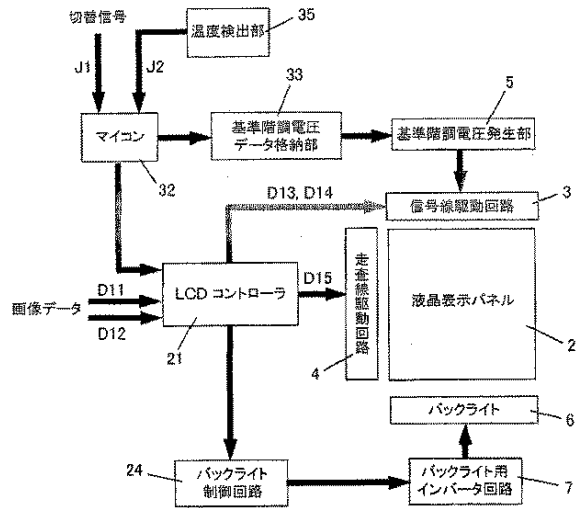 切替信号
温度検出部
35
J1
J2
33
5
マイコン
基準階調電圧
データ格納部
基準階調電圧発生部
32
D13, D14
信号線駆動回路
3
画像データ
D11
D12
LCD コントローラ
21
D15
走査線駆動回路
4
液晶表示パネル
2
バックライト
6
24
バックライト
制御回路
バックライト用
インバータ回路
7